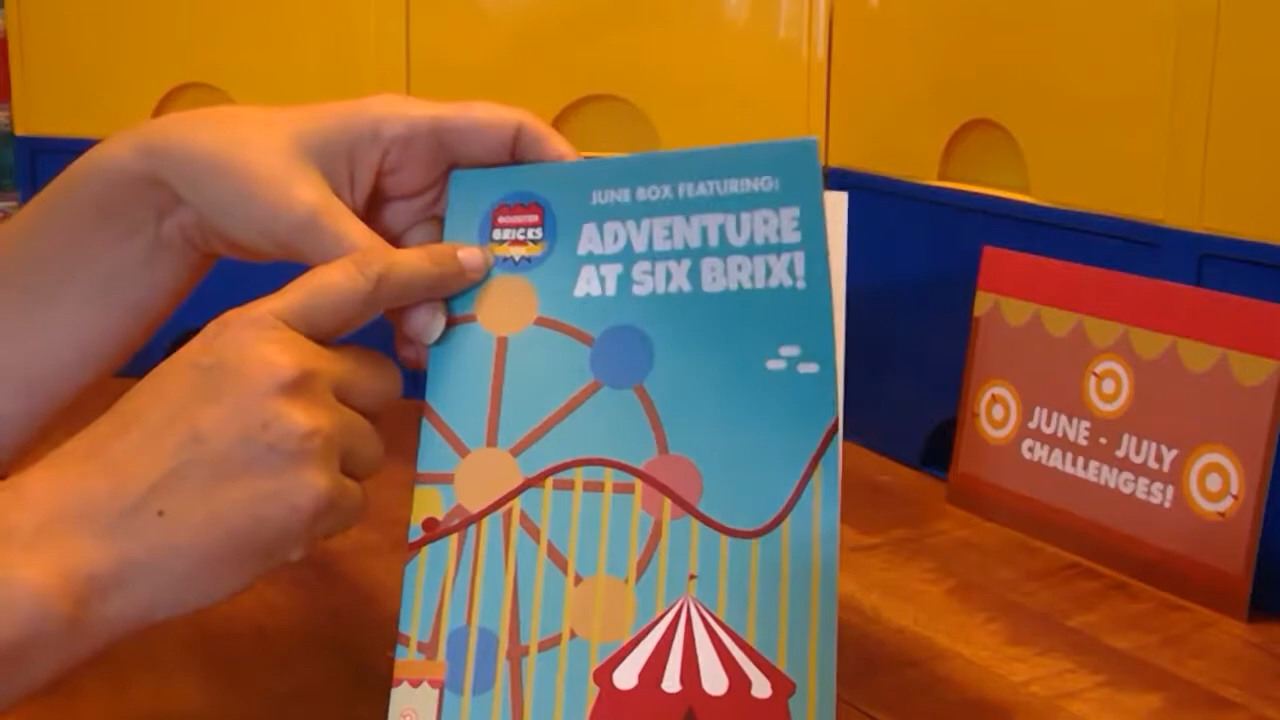 JUNE BOX FEATURING:
BOOSTER
BRICKS
ADVENTURE
AT SIX BRIX!
JUNE - JULY
CHALLENGES!